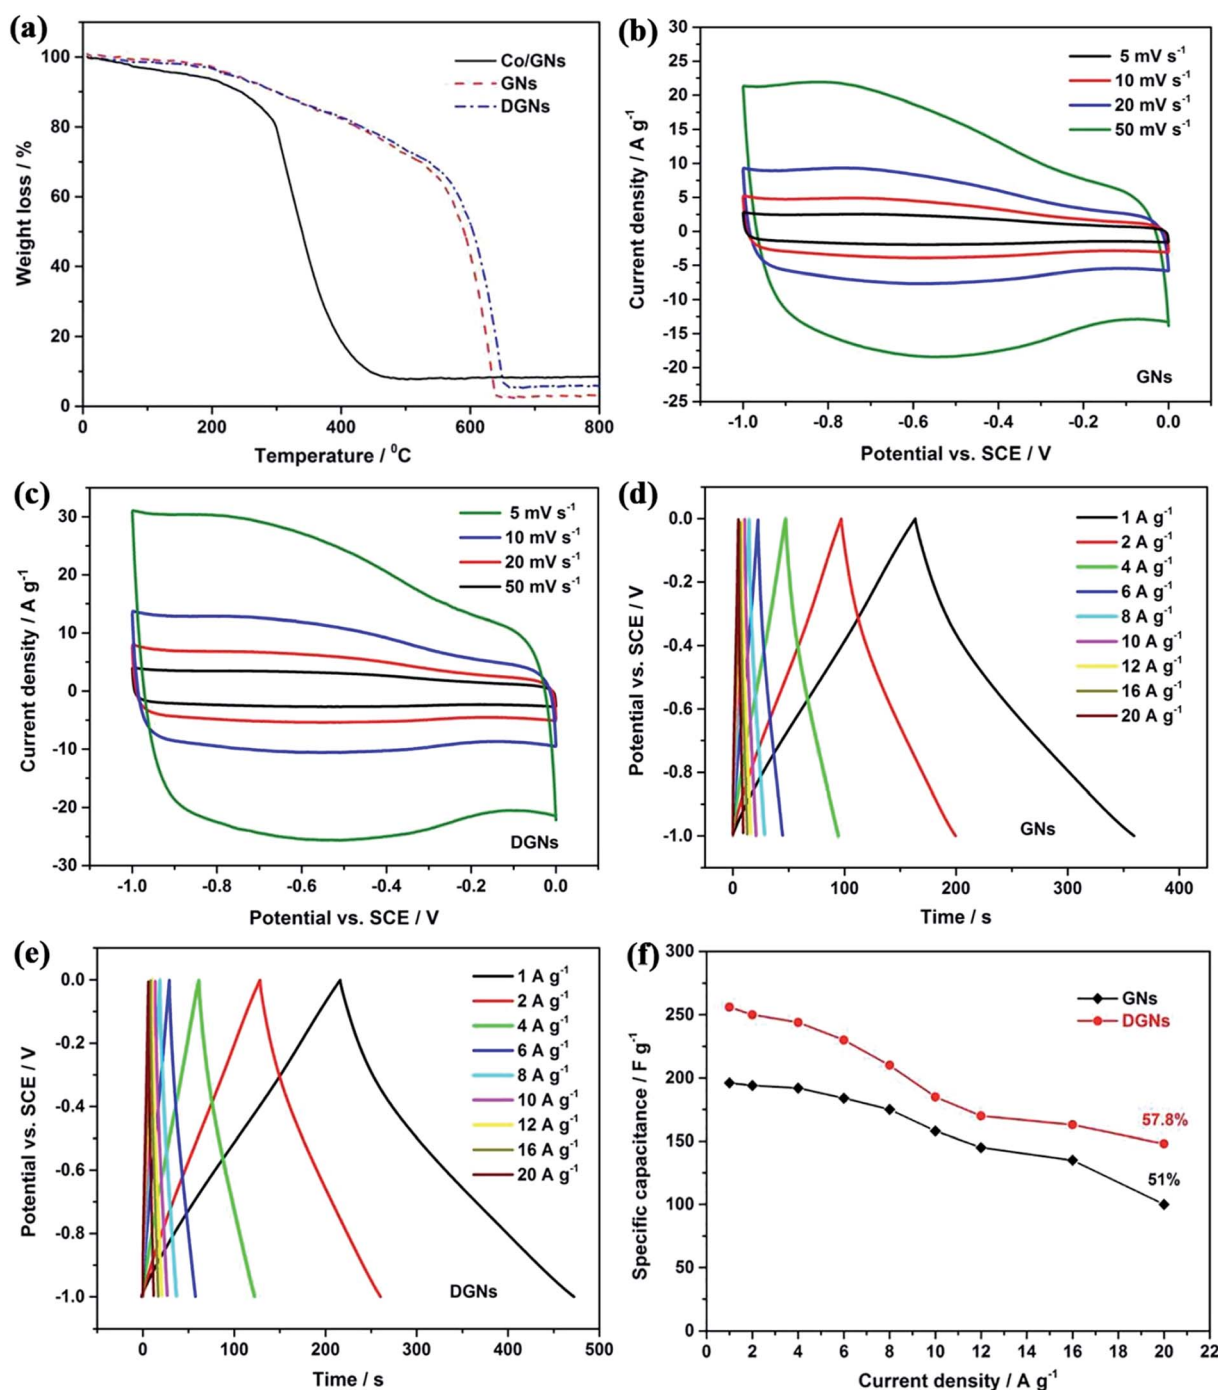 (a)
100
80
60
40
20
0
0 200 400 600 800
Weight loss / %
Temperature / ⁰C
Co/GNs
GNs
DGNs
(b)
30
25
20
15
10
5
0
-5
-10
-15
-20
-25
-1.0 -0.8 -0.6 -0.4 -0.2 0.0
Current density / A g⁻¹
Potential vs. SCE / V
5 mV s⁻¹
10 mV s⁻¹
20 mV s⁻¹
50 mV s⁻¹
GNs
(c)
30
20
10
0
-10
-20
-30
-1.0 -0.8 -0.6 -0.4 -0.2 0.0
Current density / A g⁻¹
Potential vs. SCE / V
5 mV s⁻¹
10 mV s⁻¹
20 mV s⁻¹
50 mV s⁻¹
DGNs
(d)
0.0
-0.2
-0.4
-0.6
-0.8
-1.0
0 100 200 300 400
Potential vs. SCE / V
Time / s
1 A g⁻¹
2 A g⁻¹
4 A g⁻¹
6 A g⁻¹
8 A g⁻¹
10 A g⁻¹
12 A g⁻¹
16 A g⁻¹
20 A g⁻¹
GNs
(e)
0.0
-0.2
-0.4
-0.6
-0.8
-1.0
0 100 200 300 400 500
Potential vs. SCE / V
Time / s
1 A g⁻¹
2 A g⁻¹
4 A g⁻¹
6 A g⁻¹
8 A g⁻¹
10 A g⁻¹
12 A g⁻¹
16 A g⁻¹
20 A g⁻¹
DGNs
(f)
300
250
200
150
100
50
0
0 2 4 6 8 10 12 14 16 18 20 22
Specific capacitance / F g⁻¹
Current density / A g⁻¹
GNs
DGNs
57.8%
51%